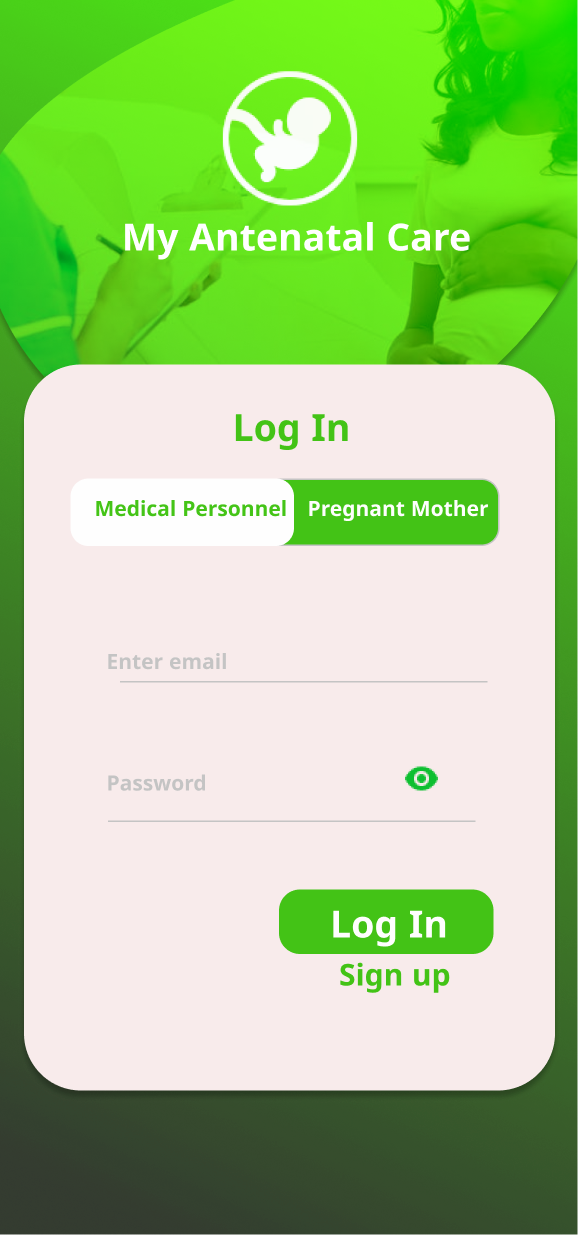 My Antenatal Care
Log In
Medical Personnel Pregnant Mother
Enter email
Password
Log In
Sign up